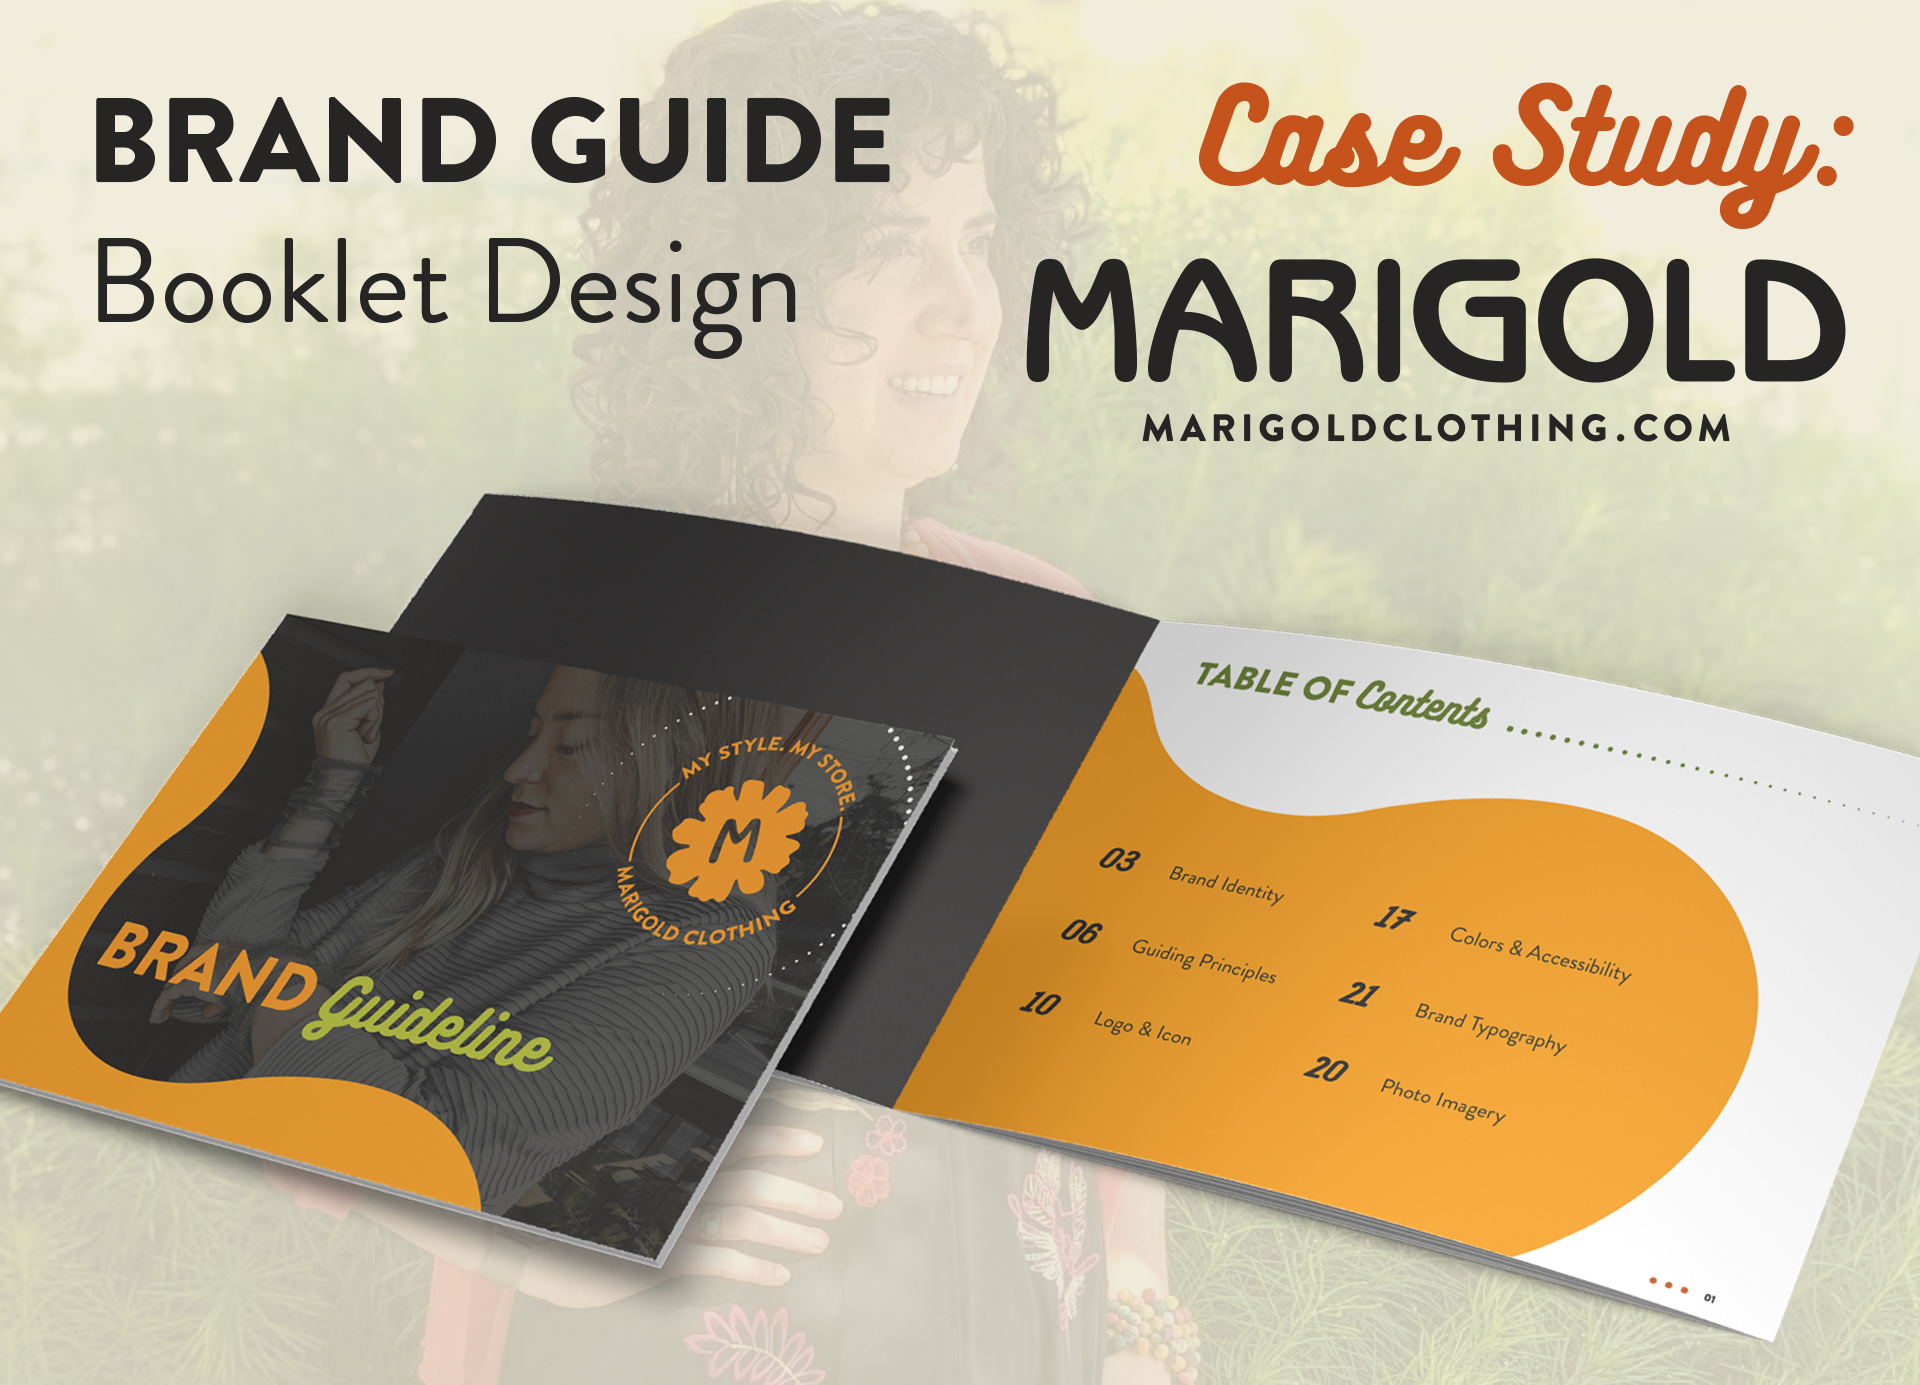 BRAND GUIDE
Booklet Design
Case Study:
MARIGOLD
MARIGOLDCLOTHING.COM
MY STYLE. MY STORE.
M
MARIGOLD CLOTHING
BRAND Guideline
TABLE OF Contents
03 Brand Identity
06 Guiding Principles
10 Logo & Icon
17 Colors & Accessibility
21 Brand Typography
20 Photo Imagery
01